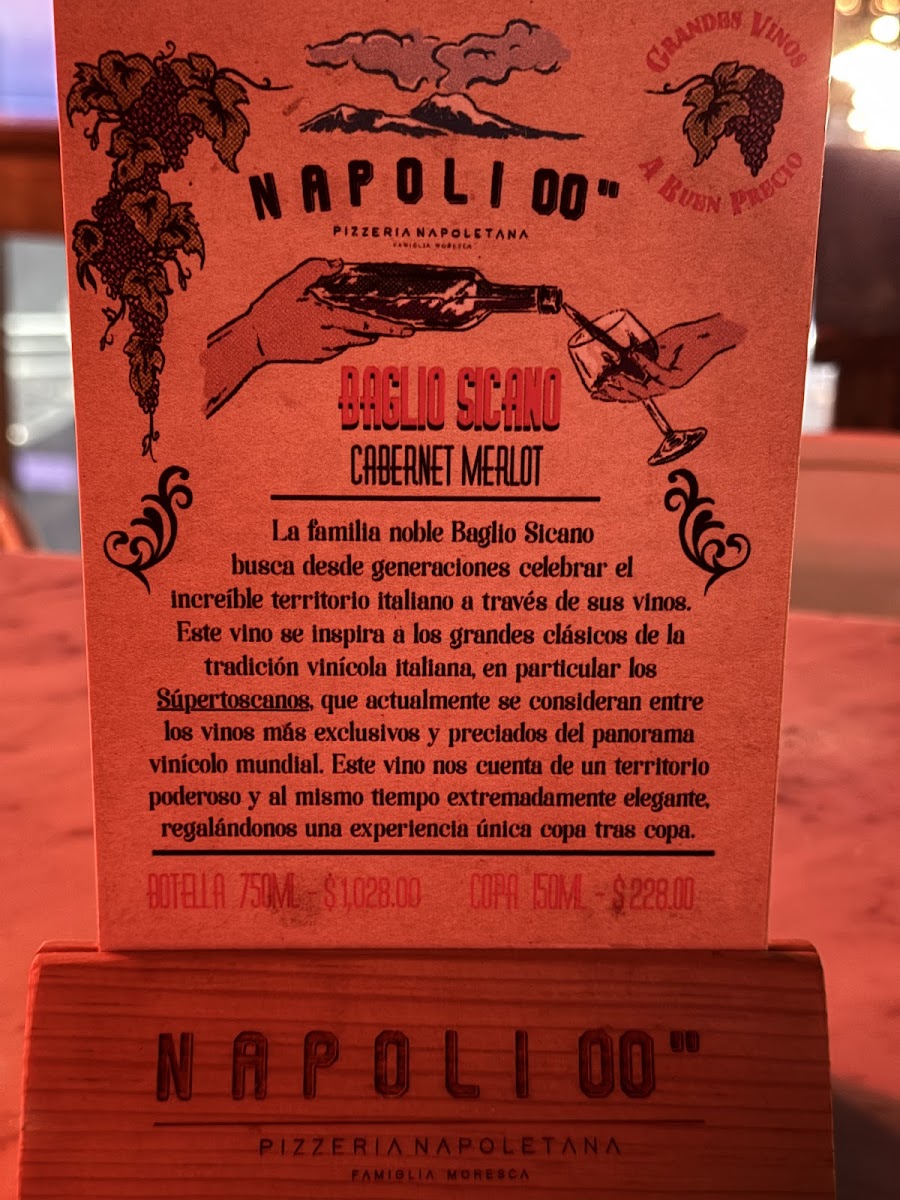 GRANDES VINOS
A BUEN PRECIO
NAPOLI 00"
PIZZERIA NAPOLETANA
FAMIGLIA MORESCA
BAGLIO SICANO
CABERNET MERLOT
La familia noble Baglio Sicano
busca desde generaciones celebrar el
increíble territorio italiano a través de sus vinos.
Este vino se inspira a los grandes clásicos de la
tradición vinícola italiana, en particular los
Súpertoscanos, que actualmente se consideran entre
los vinos más exclusivos y preciados del panorama
vinícolo mundial. Este vino nos cuenta de un territorio
poderoso y al mismo tiempo extremadamente elegante,
regalándonos una experiencia única copa tras copa.
BOTELLA 750ML - $1,028.00 COPA 150ML - $228.00
NAPOLI 00"
PIZZERIA NAPOLETANA
FAMIGLIA MORESCA